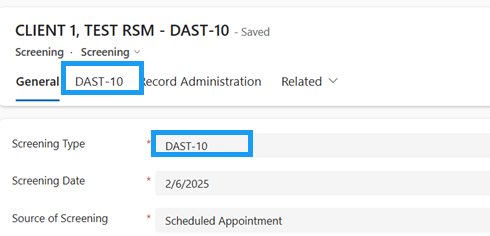 CLIENT 1, TEST RSM - DAST-10 - Saved
Screening · Screening
General DAST-10 Record Administration Related
Screening Type * DAST-10
Screening Date * 2/6/2025
Source of Screening * Scheduled Appointment